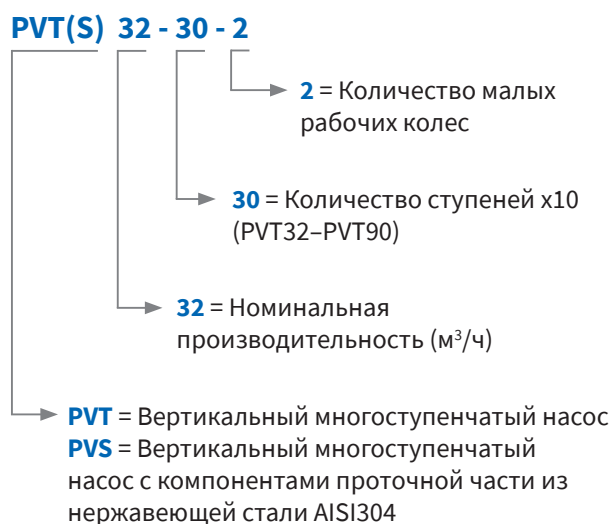 PVT(S) 32 - 30 - 2
2 = Количество малых
рабочих колес
30 = Количество ступеней x10
(PVT32–PVT90)
32 = Номинальная
производительность (м³/ч)
PVT = Вертикальный многоступенчатый насос
PVS = Вертикальный многоступенчатый
насос с компонентами проточной части из
нержавеющей стали AISI304